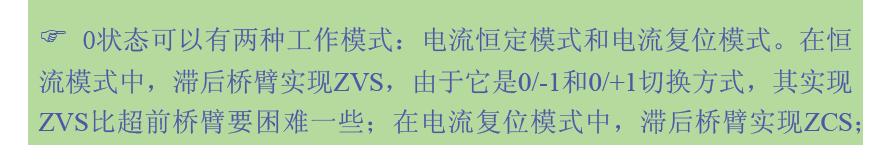 ☞ 0状态可以有两种工作模式：电流恒定模式和电流复位模式。在恒
流模式中，滞后桥臂实现ZVS，由于它是0/-1和0/+1切换方式，其实现
ZVS比超前桥臂要困难一些；在电流复位模式中，滞后桥臂实现ZCS；